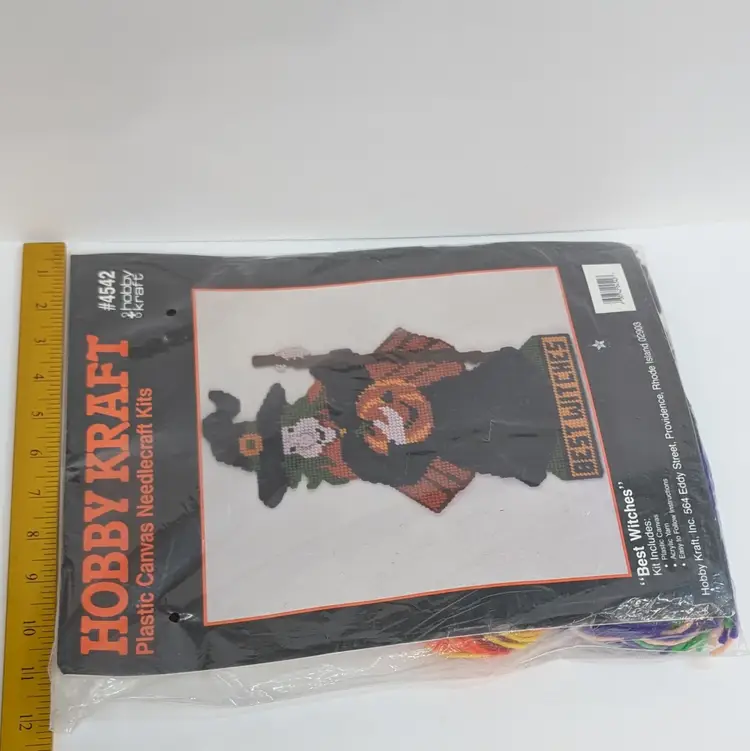 #4542
hobby
kraft
HOBBY KRAFT
Plastic Canvas Needlecraft Kits
BEST WITCHES
"Best Witches"
Kit Includes:
• Plastic Canvas
• Acrylic Yarn
• Easy to Follow Instructions
Hobby Kraft, Inc. 564 Eddy Street, Providence, Rhode Island 02903
1
2
3
4
5
6
7
8
9
10
11
12